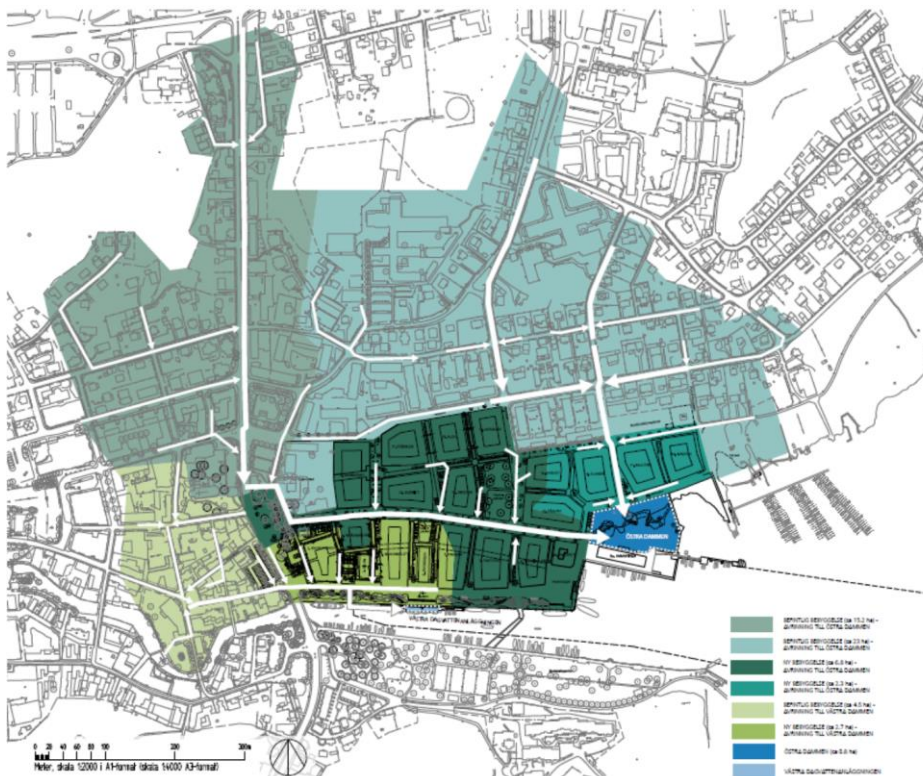 ÖSTRA DAMMEN
VÄSTRA DAGVATTENANLÄGGNINGEN
BEFINTLIG BEBYGGELSE (ca 15.2 ha) -
AVRINNING TILL ÖSTRA DAMMEN
BEFINTLIG BEBYGGELSE (ca 23 ha) -
AVRINNING TILL ÖSTRA DAMMEN
NY BEBYGGELSE (ca 6.8 ha) -
AVRINNING TILL ÖSTRA DAMMEN
NY BEBYGGELSE (ca 2.3 ha) -
AVRINNING TILL ÖSTRA DAMMEN
BEFINTLIG BEBYGGELSE (ca 4.5 ha) -
AVRINNING TILL VÄSTRA DAMMEN
NY BEBYGGELSE (ca 2.7 ha) -
AVRINNING TILL VÄSTRA DAMMEN
ÖSTRA DAMMEN (ca 0.6 ha)
VÄSTRA DAGVATTENANLÄGGNINGEN
0 20 40 60 80 100 200 300m
Meter, skala 1:2000 i A1-format (skala 1:4000 A3-format)